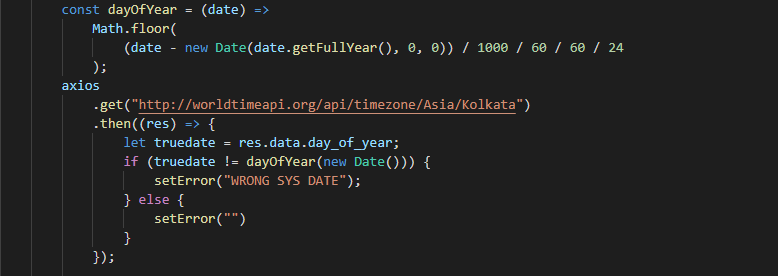 const dayOfYear = (date) =>
Math.floor(
(date - new Date(date.getFullYear(), 0, 0)) / 1000 / 60 / 60 / 24
);
axios
.get("http://worldtimeapi.org/api/timezone/Asia/Kolkata")
.then((res) => {
let truedate = res.data.day_of_year;
if (truedate != dayOfYear(new Date())) {
setError("WRONG SYS DATE");
} else {
setError("")
}
});